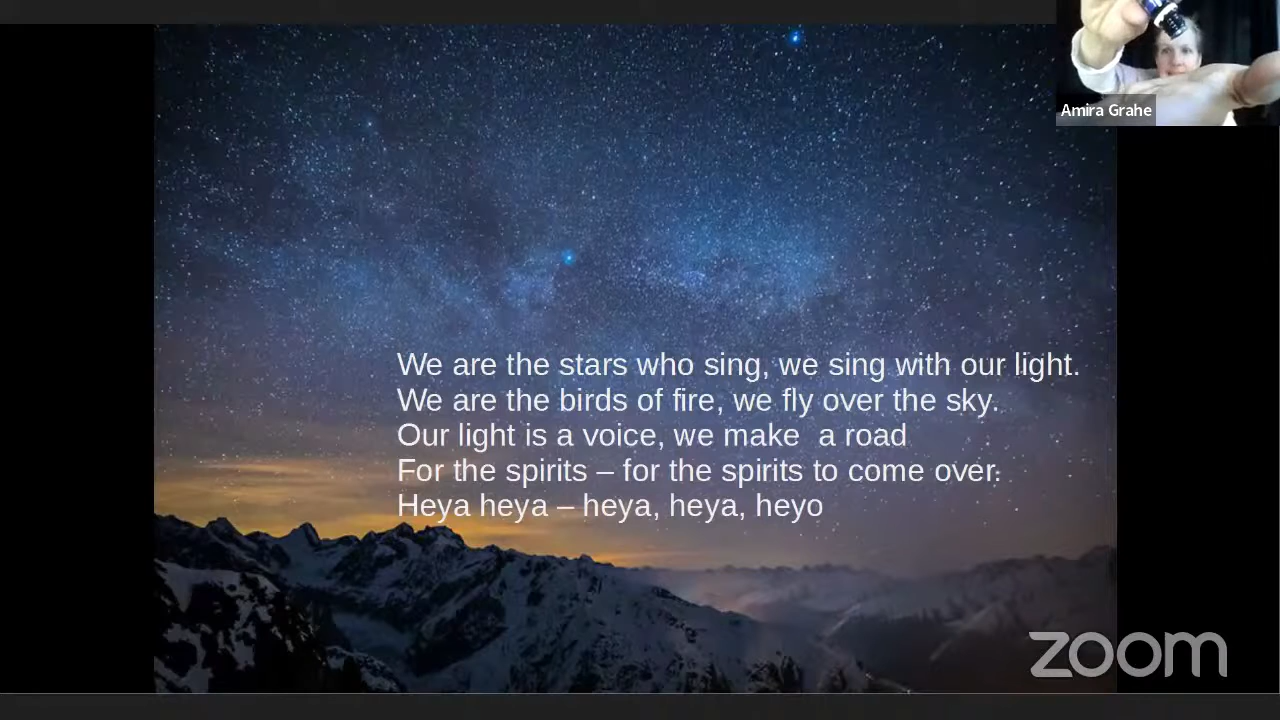 Amira Grahe
We are the stars who sing, we sing with our light.
We are the birds of fire, we fly over the sky.
Our light is a voice, we make  a road
For the spirits – for the spirits to come over.
Heya heya – heya, heya, heyo
zoom